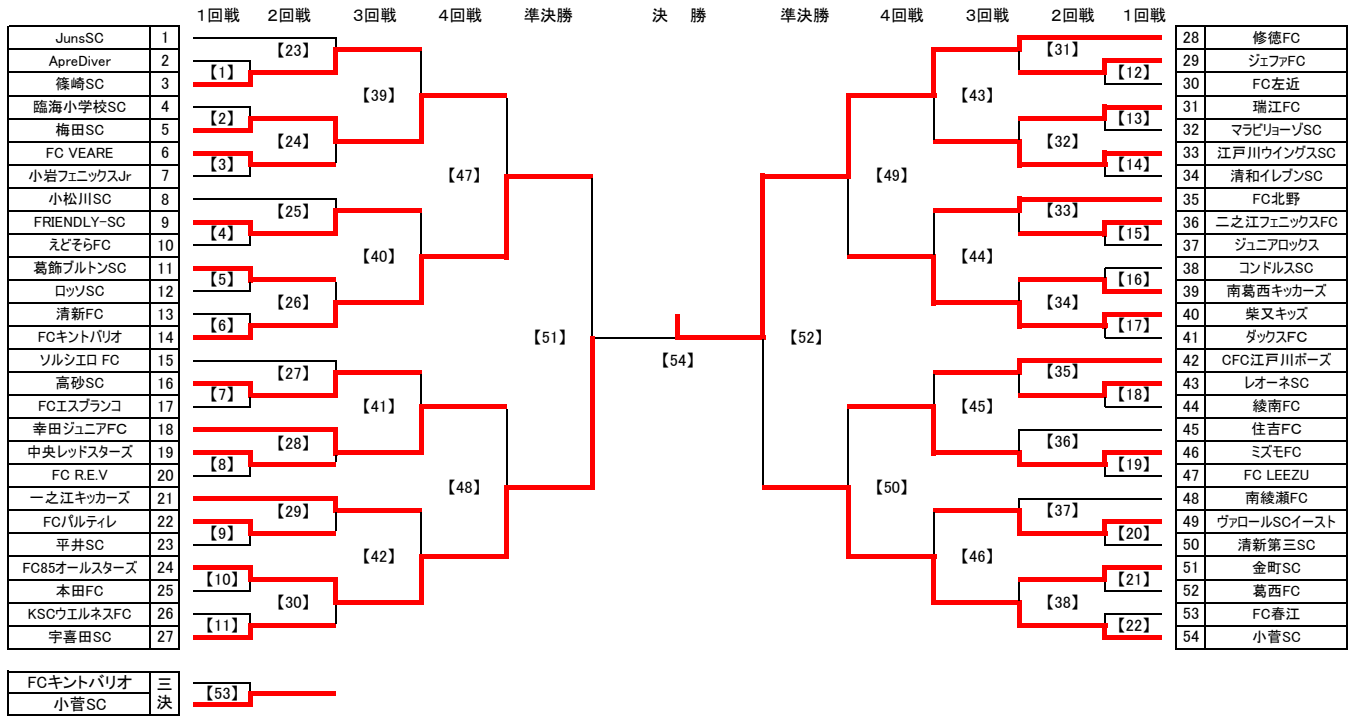 1回戦 2回戦 3回戦 4回戦 準決勝 決 勝 準決勝 4回戦 3回戦 2回戦 1回戦
JunsSC 1
ApreDiver 2
篠崎SC 3
臨海小学校SC 4
梅田SC 5
FC VEARE 6
小岩フェニックスJr 7
小松川SC 8
FRIENDLY-SC 9
えどそらFC 10
葛飾ブルトンSC 11
ロッソSC 12
清新FC 13
FCキントバリオ 14
ソルシエロ FC 15
高砂SC 16
FCエスブランコ 17
幸田ジュニアFC 18
中央レッドスターズ 19
FC R.E.V 20
一之江キッカーズ 21
FCパルティレ 22
平井SC 23
FC85オールスターズ 24
本田FC 25
KSCウエルネスFC 26
宇喜田SC 27
【1】
【2】
【3】
【4】
【5】
【6】
【7】
【8】
【9】
【10】
【11】
【23】
【24】
【25】
【26】
【27】
【28】
【29】
【30】
【39】
【40】
【41】
【42】
【47】
【48】
【51】
【54】
【52】
【49】
【50】
【43】
【44】
【45】
【46】
【31】
【32】
【33】
【34】
【35】
【36】
【37】
【38】
【12】
【13】
【14】
【15】
【16】
【17】
【18】
【19】
【20】
【21】
【22】
28 修徳FC
29 ジェファFC
30 FC左近
31 瑞江FC
32 マラビリョーゾSC
33 江戸川ウイングスSC
34 清和イレブンSC
35 FC北野
36 二之江フェニックスFC
37 ジュニアロックス
38 コンドルスSC
39 南葛西キッカーズ
40 柴又キッズ
41 ダックスFC
42 CFC江戸川ボーズ
43 レオーネSC
44 綾南FC
45 住吉FC
46 ミズモFC
47 FC LEEZU
48 南綾瀬FC
49 ヴァロールSCイースト
50 清新第三SC
51 金町SC
52 葛西FC
53 FC春江
54 小菅SC
FCキントバリオ
小菅SC
三決
【53】